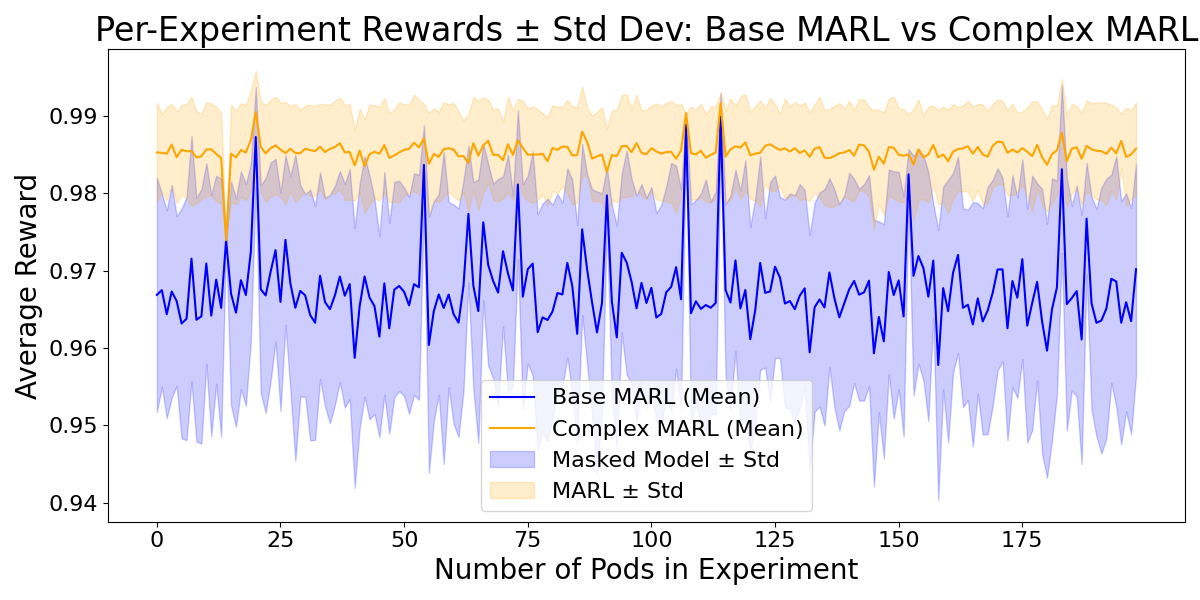 Per-Experiment Rewards ± Std Dev: Base MARL vs Complex MARL
Average Reward
0.99
0.98
0.97
0.96
0.95
0.94
Base MARL (Mean)
Complex MARL (Mean)
Masked Model ± Std
MARL ± Std
0 25 50 75 100 125 150 175
Number of Pods in Experiment